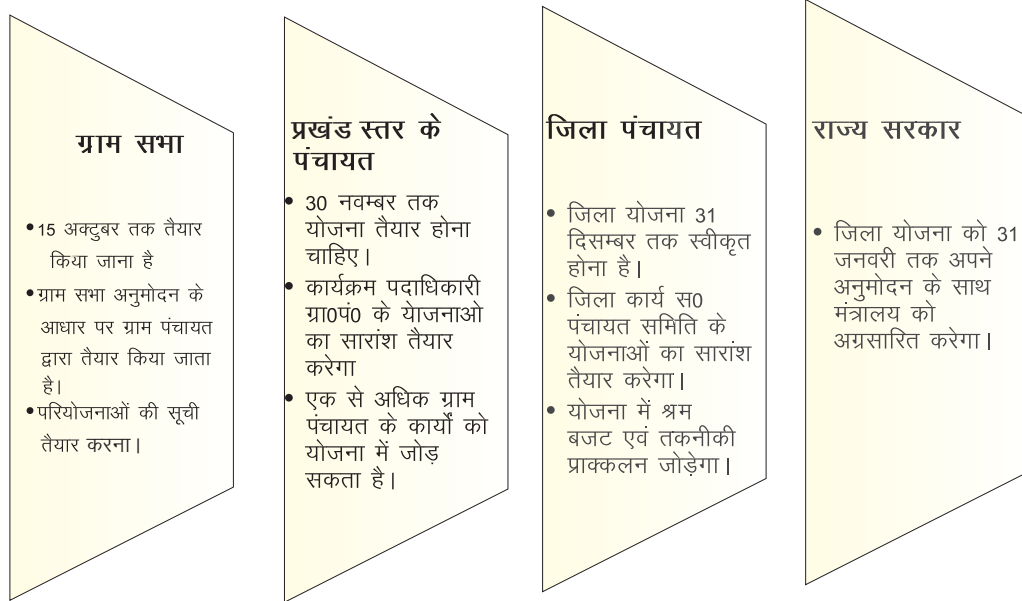 ग्राम सभा
•15 अक्टुबर तक तैयार
किया जाना है
•ग्राम सभा अनुमोदन के
आधार पर ग्राम पंचायत
द्वारा तैयार किया जाता
है।
•परियोजनाओं की सूची
तैयार करना।
प्रखंड स्तर के
पंचायत
• 30 नवम्बर तक
योजना तैयार होना
चाहिए।
• कार्यक्रम पदाधिकारी
ग्रा0पं0 के येाजनाओ
का सारांश तैयार
करेगा
• एक से अधिक ग्राम
पंचायत के कार्यों को
योजना में जोड़
सकता है।
जिला पंचायत
• जिला योजना 31
दिसम्बर तक स्वीकृत
होना है।
• जिला कार्य स0
पंचायत समिति के
योजनाओं का सारांश
तैयार करेगा।
• योजना में श्रम
बजट एवं तकनीकी
प्राक्कलन जोड़ेगा।
राज्य सरकार
• जिला योजना को 31
जनवरी तक अपने
अनुमोदन के साथ
मंत्रालय को
अग्रसारित करेगा।